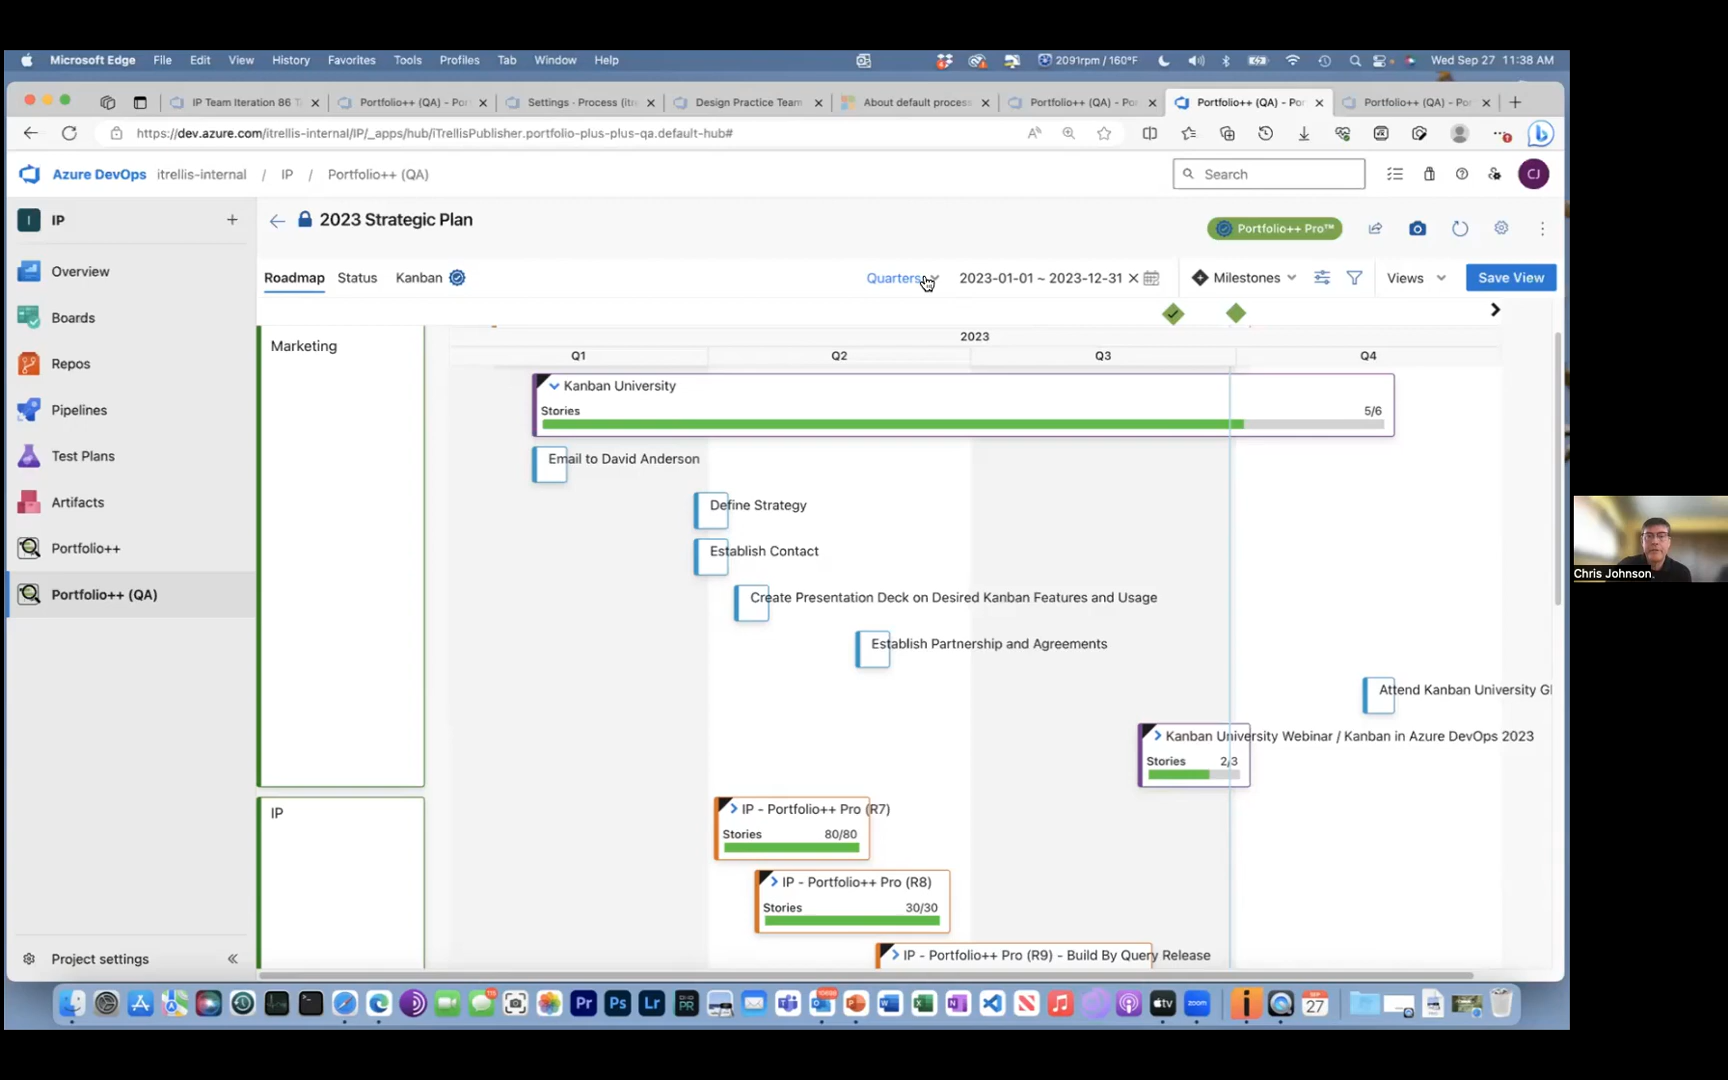 Microsoft Edge File Edit View History Favorites Tools Profiles Tab Window Help 2091rpm / 160°F Wed Sep 27 11:38 AM
IP Team Iteration 86 T Portfolio++ (QA) - Por Settings - Process (itre Design Practice Team About default process Portfolio++ (QA) - Por Portfolio++ (QA) - Por Portfolio++ (QA) - Por
https://dev.azure.com/itrellis-internal/IP/_apps/hub/iTrellisPublisher.portfolio-plus-plus-qa.default-hub#
Azure DevOps itrellis-internal / IP / Portfolio++ (QA) Search CJ
I IP
2023 Strategic Plan
Portfolio++ Pro™
Overview
Roadmap Status Kanban Quarters 2023-01-01 ~ 2023-12-31 Milestones Views Save View
Boards
2023
Marketing
Q1 Q2 Q3 Q4
Repos
Kanban University
Pipelines
Stories 5/6
Test Plans
Email to David Anderson
Artifacts
Define Strategy
Portfolio++
Establish Contact
Portfolio++ (QA)
Create Presentation Deck on Desired Kanban Features and Usage
Chris Johnson
Establish Partnership and Agreements
Attend Kanban University Gl
Kanban University Webinar / Kanban in Azure DevOps 2023
Stories 2/3
IP
IP - Portfolio++ Pro (R7)
Stories 80/80
IP - Portfolio++ Pro (R8)
Stories 30/30
IP - Portfolio++ Pro (R9) - Build By Query Release
Project settings
Pr Ps Lr tv zoom SEP 27